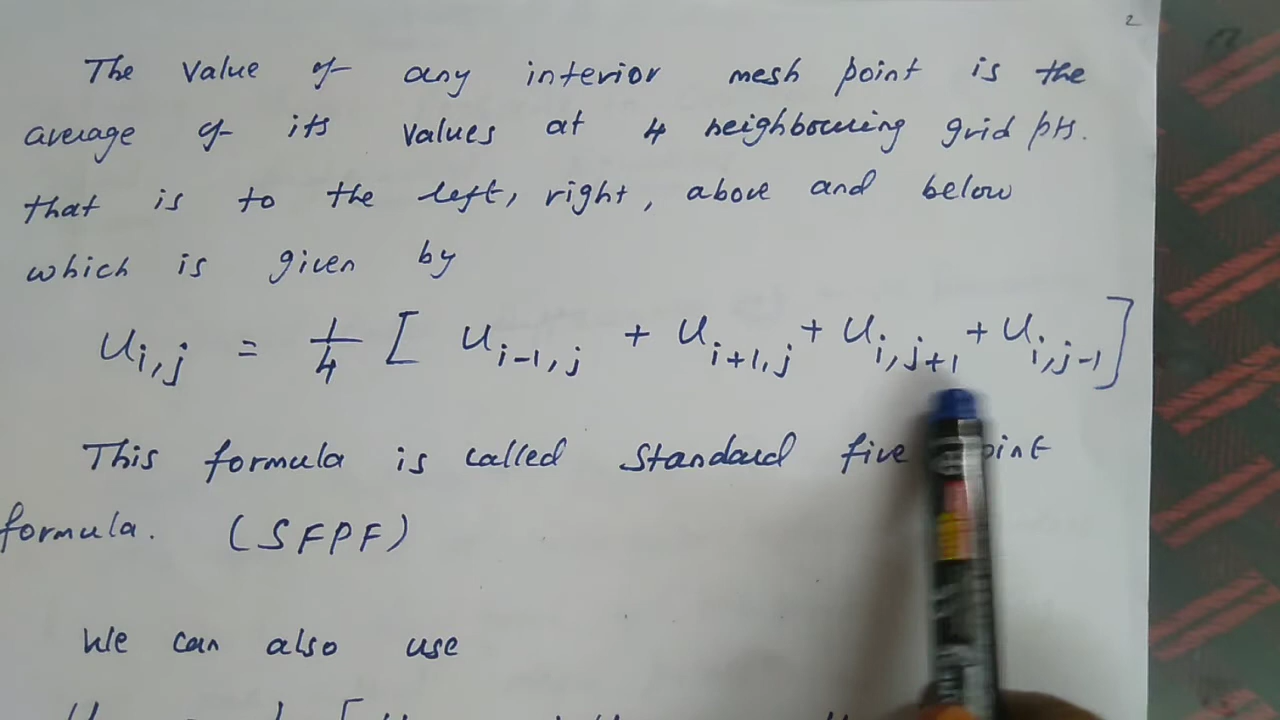 2
The value of any interior mesh point is the
average of its values at 4 neighbouring grid pts.
that is to the left, right, above and below
which is given by
u_{i,j} = 1/4 [ u_{i-1,j} + u_{i+1,j} + u_{i,j+1} + u_{i,j-1} ]
This formula is called Standard five
formula. (SFPF)
We can also use